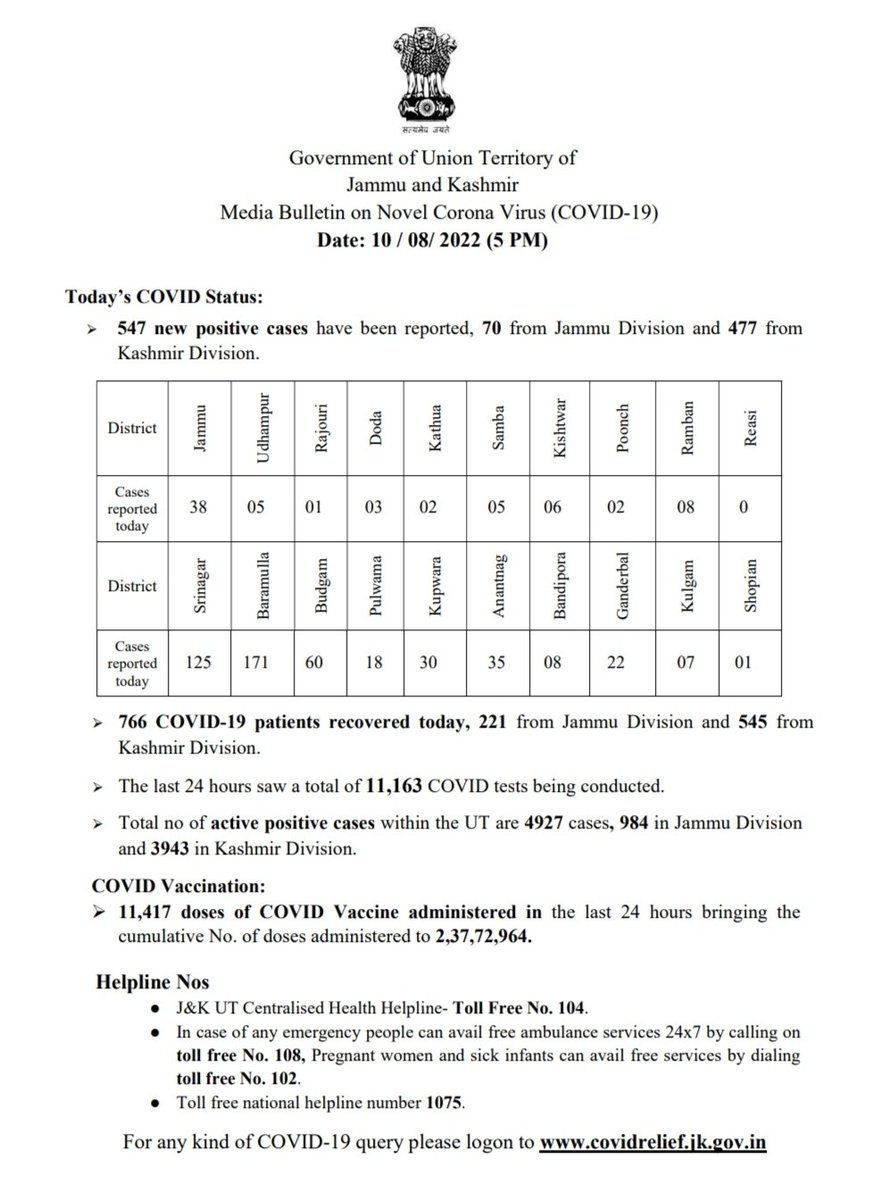 सत्यमेव जयते
Government of Union Territory of
Jammu and Kashmir
Media Bulletin on Novel Corona Virus (COVID-19)
Date: 10 / 08/ 2022 (5 PM)
Today’s COVID Status:
➢ 547 new positive cases have been reported, 70 from Jammu Division and 477 from
Kashmir Division.
District Jammu Udhampur Rajouri Doda Kathua Samba Kishtwar Poonch Ramban Reasi
Cases reported today 38 05 01 03 02 05 06 02 08 0
District Srinagar Baramulla Budgam Pulwama Kupwara Anantnag Bandipora Ganderbal Kulgam Shopian
Cases reported today 125 171 60 18 30 35 08 22 07 01
➢ 766 COVID-19 patients recovered today, 221 from Jammu Division and 545 from
Kashmir Division.
➢ The last 24 hours saw a total of 11,163 COVID tests being conducted.
➢ Total no of active positive cases within the UT are 4927 cases, 984 in Jammu Division
and 3943 in Kashmir Division.
COVID Vaccination:
➢ 11,417 doses of COVID Vaccine administered in the last 24 hours bringing the
cumulative No. of doses administered to 2,37,72,964.
Helpline Nos
● J&K UT Centralised Health Helpline- Toll Free No. 104.
● In case of any emergency people can avail free ambulance services 24x7 by calling on
toll free No. 108, Pregnant women and sick infants can avail free services by dialing
toll free No. 102.
● Toll free national helpline number 1075.
For any kind of COVID-19 query please logon to www.covidrelief.jk.gov.in